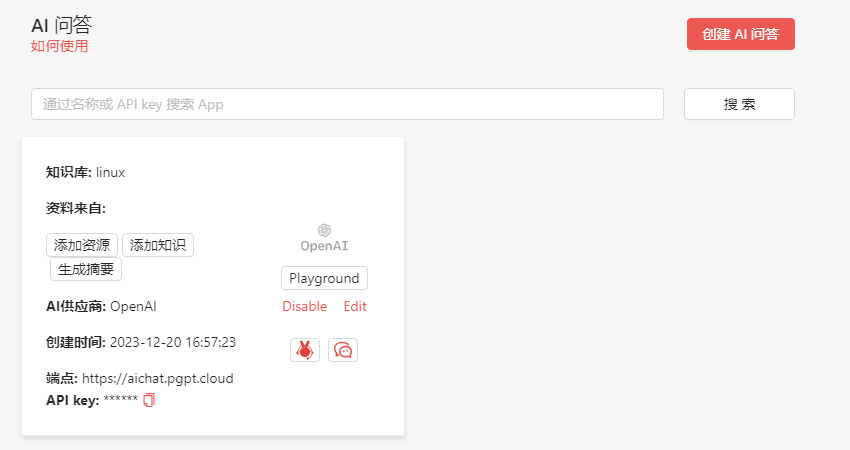 AI 问答
如何使用
创建 AI 问答
通过名称或 API key 搜索 App
搜 索
知识库: linux
资料来自:
添加资源 添加知识
生成摘要
OpenAI
Playground
Disable Edit
AI供应商: OpenAI
创建时间: 2023-12-20 16:57:23
端点: https://aichat.pgpt.cloud
API key: ******